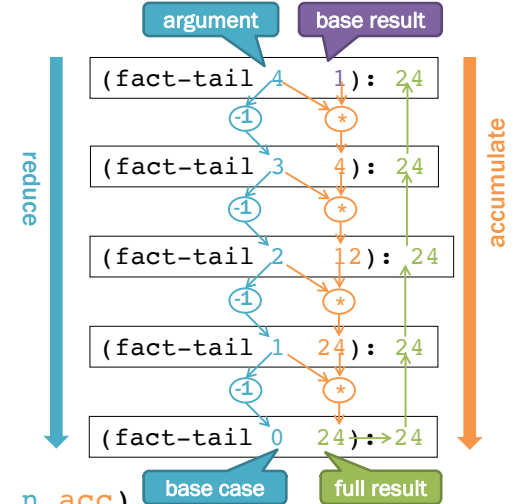 argument base result
(fact-tail 4 1): 24
-1 *
(fact-tail 3 4): 24
-1 *
reduce
accumulate
(fact-tail 2 12): 24
-1 *
(fact-tail 1 24): 24
-1 *
(fact-tail 0 24): 24
base case full result
n acc)